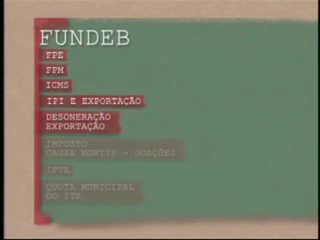 FUNDEB
FPE
FPM
ICMS
IPI E EXPORTAÇÃO
DESONERAÇÃO
EXPORTAÇÃO
IMPOSTO
CAUSA MORTIS - DOAÇÕES
IPVA
QUOTA MUNICIPAL
DO ITR